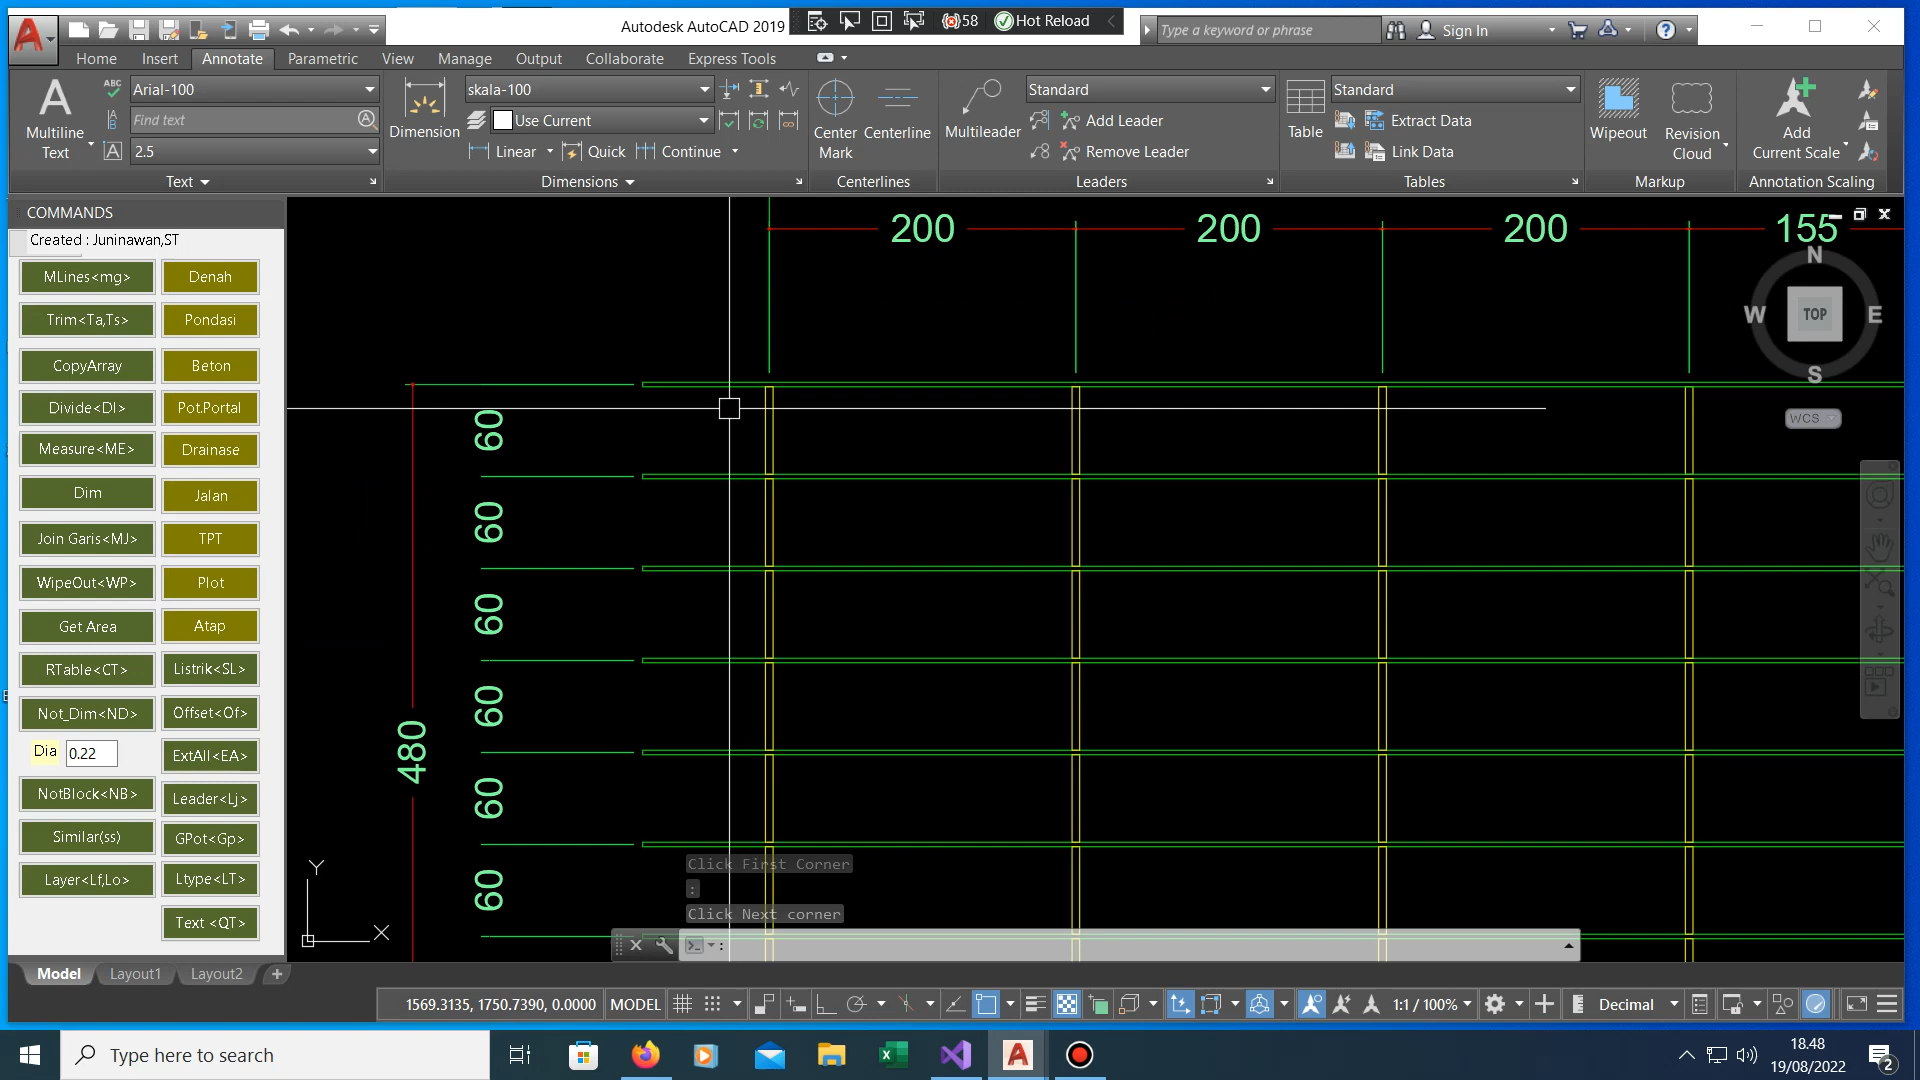 Autodesk AutoCAD 2019
58
Hot Reload
Type a keyword or phrase
Sign In
Home
Insert
Annotate
Parametric
View
Manage
Output
Collaborate
Express Tools
Multiline
Text
ABC
Arial-100
Find text
2.5
Text
Dimension
skala-100
Use Current
Linear
Quick
Continue
Dimensions
Center
Mark
Centerline
Centerlines
Multileader
Standard
Add Leader
Remove Leader
Leaders
Table
Standard
Extract Data
Link Data
Tables
Wipeout
Revision
Cloud
Markup
Add
Current Scale
Annotation Scaling
COMMANDS
Created : Juninawan,ST
MLines<mg>
Denah
Trim<Ta,Ts>
Pondasi
CopyArray
Beton
Divide<DI>
Pot.Portal
Measure<ME>
Drainase
Dim
Jalan
Join Garis<MJ>
TPT
WipeOut<WP>
Plot
Get Area
Atap
RTable<CT>
Listrik<SL>
Not_Dim<ND>
Offset<Of>
Dia
0.22
ExtAll<EA>
NotBlock<NB>
Leader<Lj>
Similar(ss)
GPot<Gp>
Layer<Lf,Lo>
Ltype<LT>
Text <QT>
200
200
200
155
N
W
TOP
E
S
WCS
60
60
60
60
60
60
480
Y
X
Click First Corner
:
Click Next corner
:
Model
Layout1
Layout2
+
1569.3135, 1750.7390, 0.0000
MODEL
1:1 / 100%
Decimal
Type here to search
18.48
19/08/2022
2